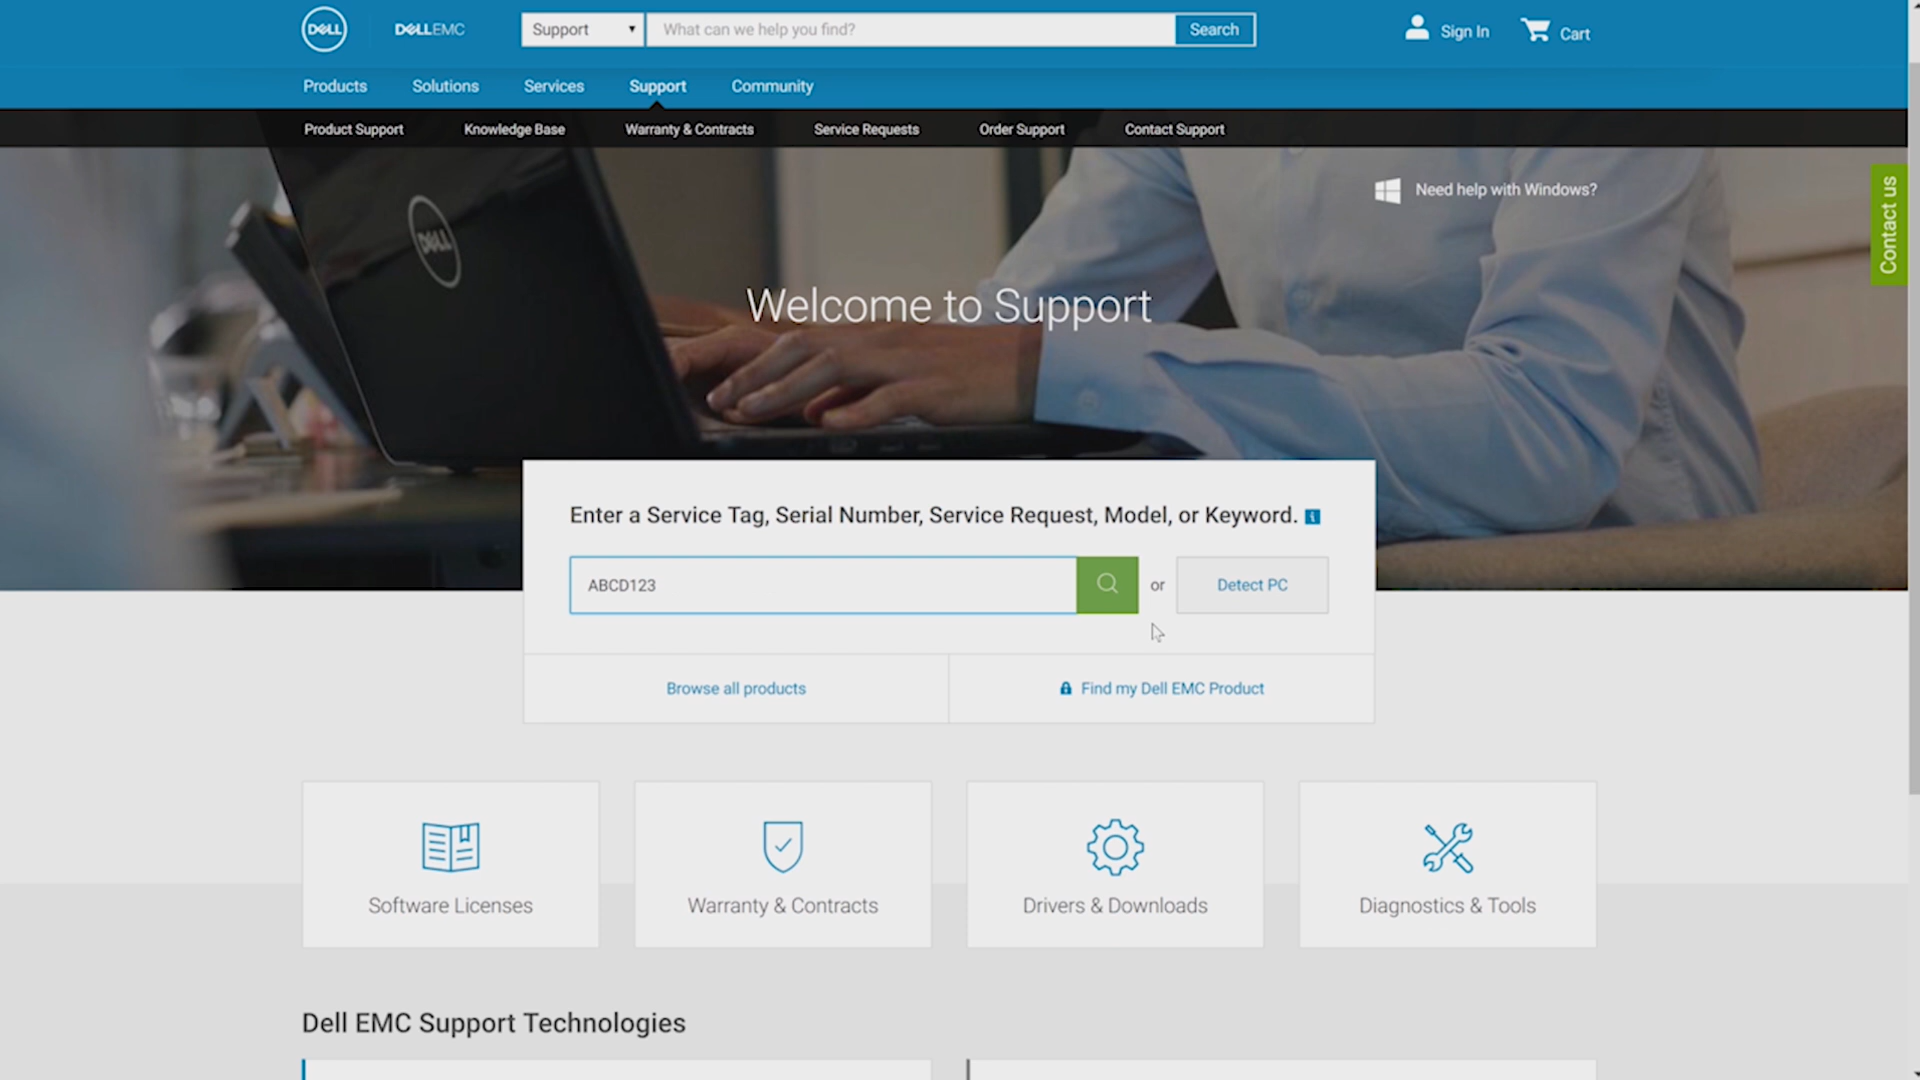 DELL
DELLEMC
Support
What can we help you find?
Search
Sign In
Cart
Products
Solutions
Services
Support
Community
Product Support
Knowledge Base
Warranty & Contracts
Service Requests
Order Support
Contact Support
Need help with Windows?
Contact us
DELL
Welcome to Support
Enter a Service Tag, Serial Number, Service Request, Model, or Keyword.
ABCD123
or
Detect PC
Browse all products
Find my Dell EMC Product
Software Licenses
Warranty & Contracts
Drivers & Downloads
Diagnostics & Tools
Dell EMC Support Technologies